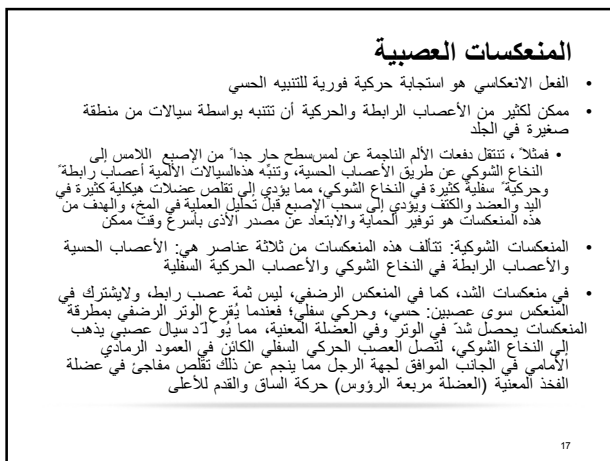 المنعكسات العصبية
• الفعل الانعكاسي هو استجابة حركية فورية للتنبيه الحسي
• ممكن لكثير من الأعصاب الرابطة والحركية أن تتنبه بواسطة سيالات من منطقة
صغيرة في الجلد
• فمثلاً ، تنتقل دفعات الألم الناجمة عن لمسسطح حار جداً من الإصبع اللامس إلى
النخاع الشوكي عن طريق الأعصاب الحسية، وتنبّه هذهالسيالات الألمية أعصاب رابطةً
وحركيةً سفلية كثيرة في النخاع الشوكي، مما يؤدي إلى تقلص عضلات هيكلية كثيرة في
اليد والعضد والكتف ويؤدي إلى سحب الإصبع قبل تحليل العملية في المخ، والهدف من
هذه المنعكسات هو توفير الحماية والابتعاد عن مصدر الأذى بأسرع وقت ممكن
• المنعكسات الشوكية: تتألف هذه المنعكسات من ثلاثة عناصر هي: الأعصاب الحسية
والأعصاب الرابطة في النخاع الشوكي والأعصاب الحركية السفلية
• في منعكسات الشد، كما في المنعكس الرضفي، ليس ثمة عصب رابط، ولايشترك في
المنعكس سوى عصبين: حسي، وحركي سفلي؛ فعندما يُقرع الوتر الرضفي بمطرقة
المنعكسات يحصل شدّ في الوتر وفي العضلة المعنية، مما يُولّد سيال عصبي يذهب
إلى النخاع الشوكي، لتصل العصب الحركي السفلي الكائن في العمود الرمادي
الأمامي في الجانب الموافق لجهة الرجل مما ينجم عن ذلك تقلص مفاجئ في عضلة
الفخذ المعنية (العضلة مربعة الرؤوس) حركة الساق والقدم للأعلى
17